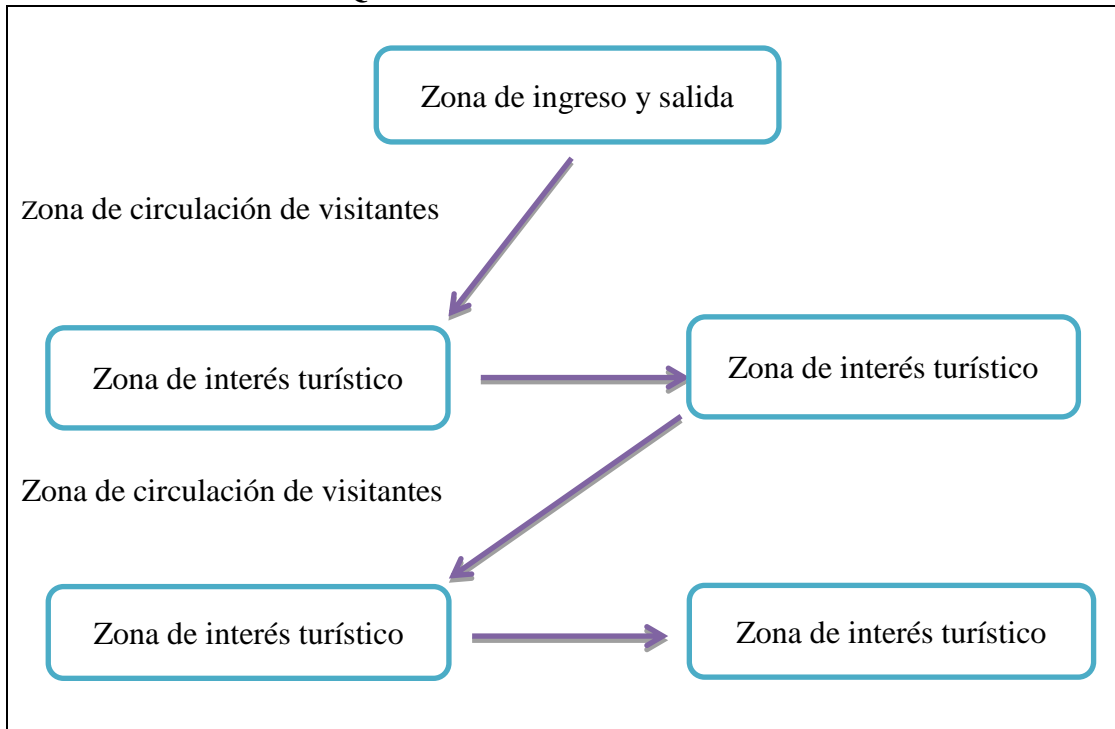 Zona de ingreso y salida
Zona de circulación de visitantes
Zona de interés turístico
Zona de interés turístico
Zona de circulación de visitantes
Zona de interés turístico
Zona de interés turístico